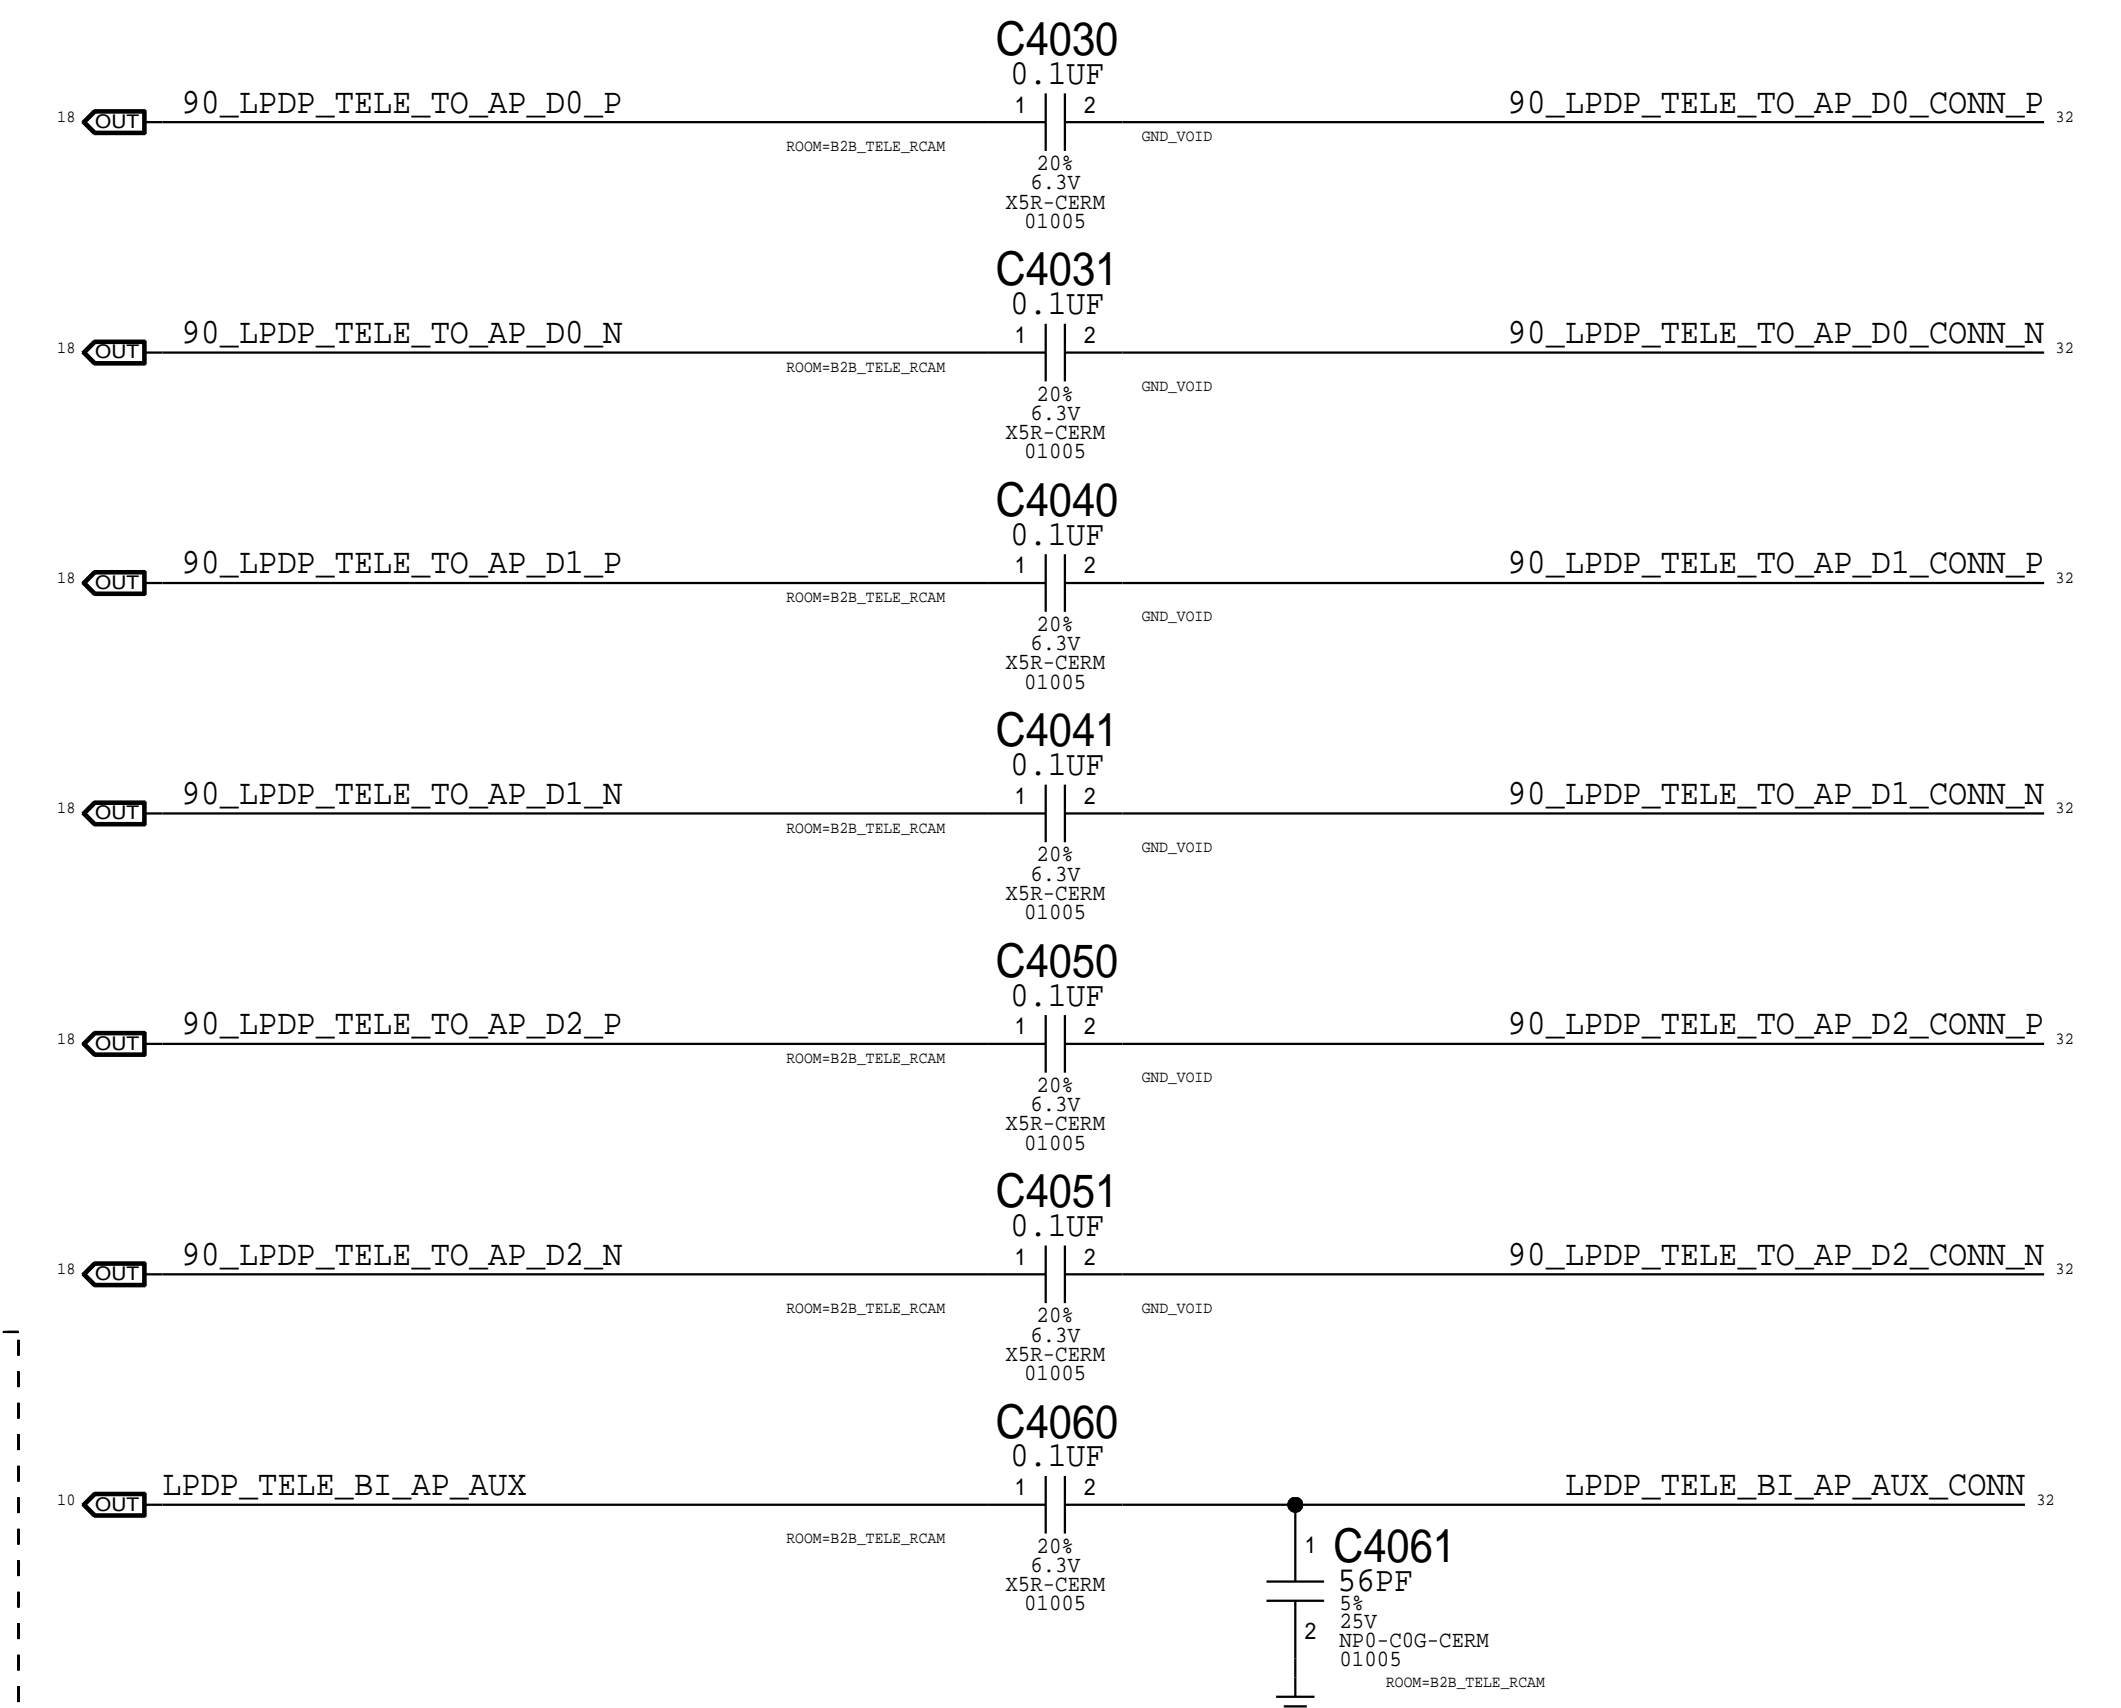 C4030
0.1UF
18 OUT 90_LPDP_TELE_TO_AP_D0_P 1 2 90_LPDP_TELE_TO_AP_D0_CONN_P 32
ROOM=B2B_TELE_RCAM GND_VOID
20%
6.3V
X5R-CERM
01005
C4031
0.1UF
18 OUT 90_LPDP_TELE_TO_AP_D0_N 1 2 90_LPDP_TELE_TO_AP_D0_CONN_N 32
ROOM=B2B_TELE_RCAM GND_VOID
20%
6.3V
X5R-CERM
01005
C4040
0.1UF
18 OUT 90_LPDP_TELE_TO_AP_D1_P 1 2 90_LPDP_TELE_TO_AP_D1_CONN_P 32
ROOM=B2B_TELE_RCAM GND_VOID
20%
6.3V
X5R-CERM
01005
C4041
0.1UF
18 OUT 90_LPDP_TELE_TO_AP_D1_N 1 2 90_LPDP_TELE_TO_AP_D1_CONN_N 32
ROOM=B2B_TELE_RCAM GND_VOID
20%
6.3V
X5R-CERM
01005
C4050
0.1UF
18 OUT 90_LPDP_TELE_TO_AP_D2_P 1 2 90_LPDP_TELE_TO_AP_D2_CONN_P 32
ROOM=B2B_TELE_RCAM GND_VOID
20%
6.3V
X5R-CERM
01005
C4051
0.1UF
18 OUT 90_LPDP_TELE_TO_AP_D2_N 1 2 90_LPDP_TELE_TO_AP_D2_CONN_N 32
ROOM=B2B_TELE_RCAM GND_VOID
20%
6.3V
X5R-CERM
01005
C4060
0.1UF
10 OUT LPDP_TELE_BI_AP_AUX 1 2 LPDP_TELE_BI_AP_AUX_CONN 32
ROOM=B2B_TELE_RCAM
20%
6.3V
X5R-CERM
01005
1 C4061
56PF
5%
25V
2 NP0-C0G-CERM
01005
ROOM=B2B_TELE_RCAM